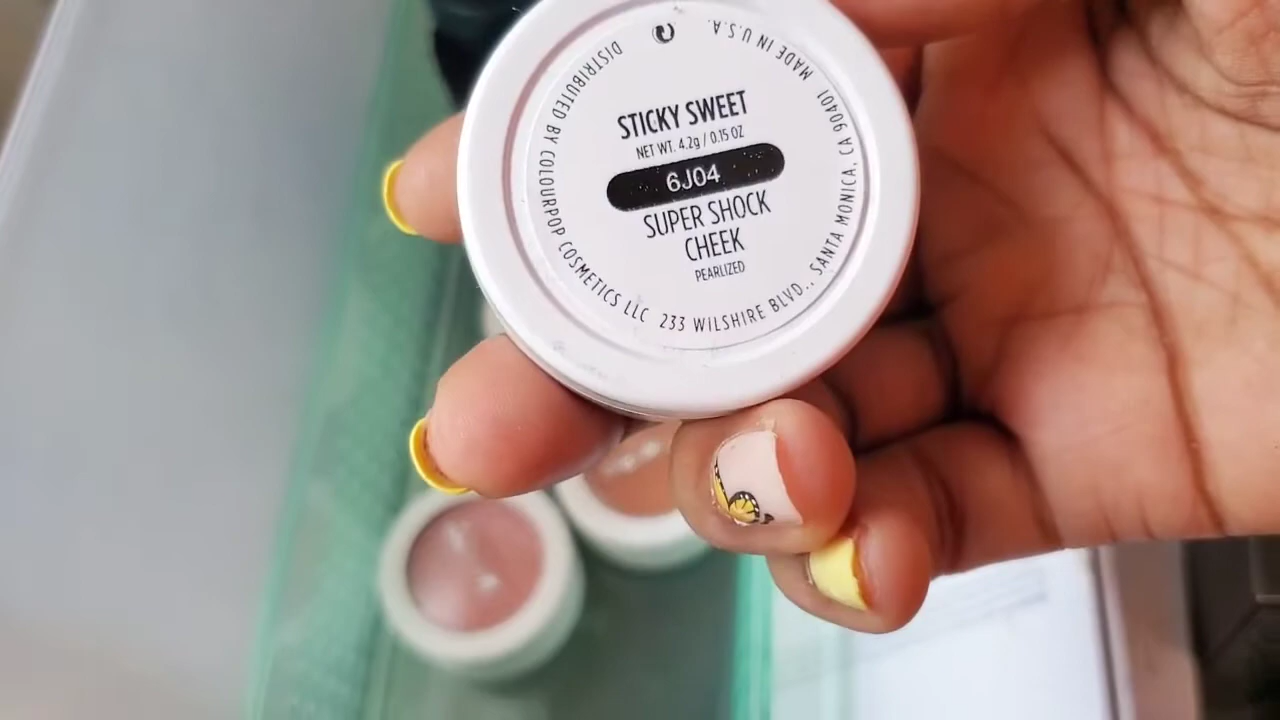 STICKY SWEET
NET WT. 4.2g / 0.15 OZ
6J04
SUPER SHOCK
CHEEK
PEARLIZED
DISTRIBUTED BY COLOURPOP COSMETICS LLC 233 WILSHIRE BLVD., SANTA MONICA, CA 90401 MADE IN U.S.A.